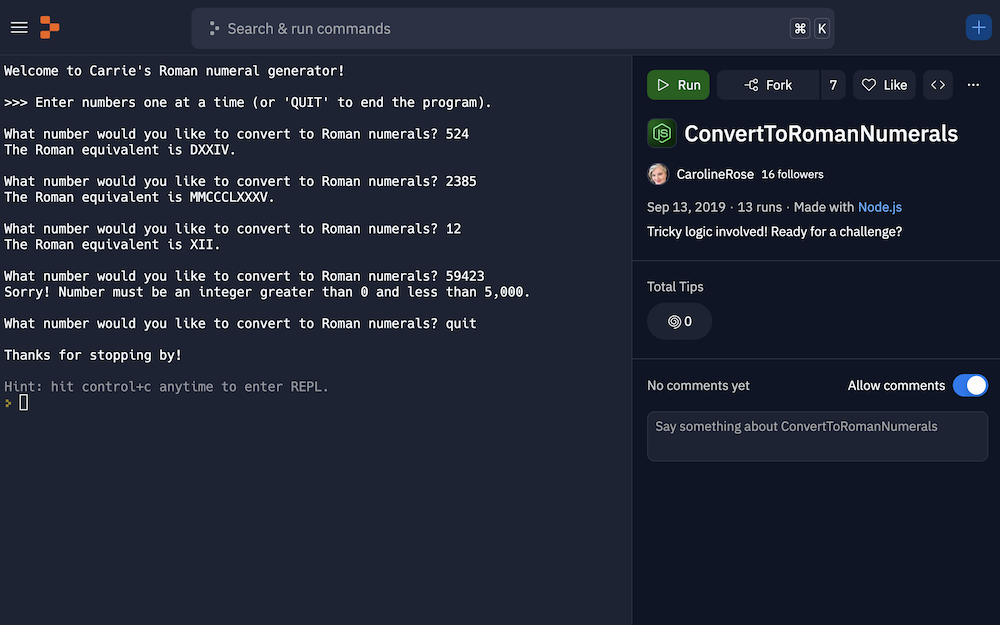 Search & run commands ⌘ K
Welcome to Carrie's Roman numeral generator!
>>> Enter numbers one at a time (or 'QUIT' to end the program).
What number would you like to convert to Roman numerals? 524
The Roman equivalent is DXXIV.
What number would you like to convert to Roman numerals? 2385
The Roman equivalent is MMCCCLXXXV.
What number would you like to convert to Roman numerals? 12
The Roman equivalent is XII.
What number would you like to convert to Roman numerals? 59423
Sorry! Number must be an integer greater than 0 and less than 5,000.
What number would you like to convert to Roman numerals? quit
Thanks for stopping by!
Hint: hit control+c anytime to enter REPL.
Run Fork 7 Like
JS ConvertToRomanNumerals
CarolineRose 16 followers
Sep 13, 2019 · 13 runs · Made with Node.js
Tricky logic involved! Ready for a challenge?
Total Tips
0
No comments yet Allow comments
Say something about ConvertToRomanNumerals